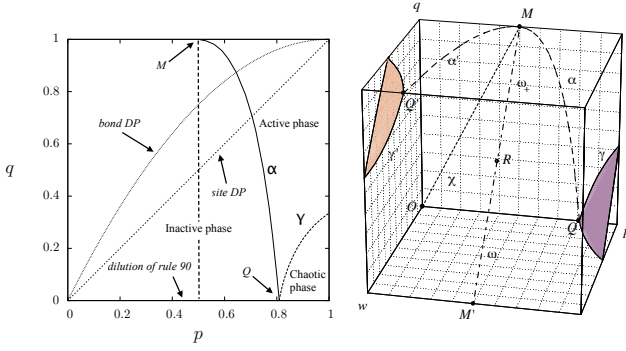 1
0.8
0.6
0.4
0.2
0
0 0.2 0.4 0.6 0.8 1
q
p
M
bond DP
Active phase
site DP
α
γ
Inactive phase
dilution of rule 90
Q
Chaotic
phase
q
M
α
α
ω+
Q'
γ'
γ
R
χ
O
Q
ω-
w
M'
p